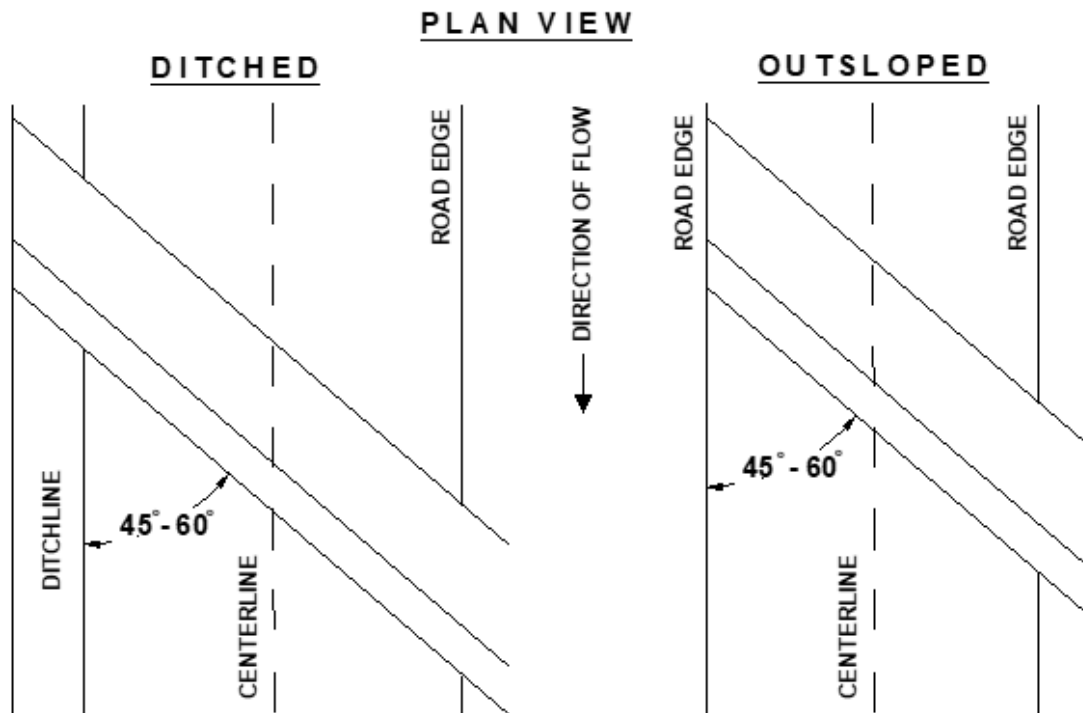 PLAN VIEW
DITCHED
OUTSLOPED
ROAD EDGE
DIRECTION OF FLOW
ROAD EDGE
ROAD EDGE
45°-60°
DITCHLINE
CENTERLINE
45°-60°
CENTERLINE